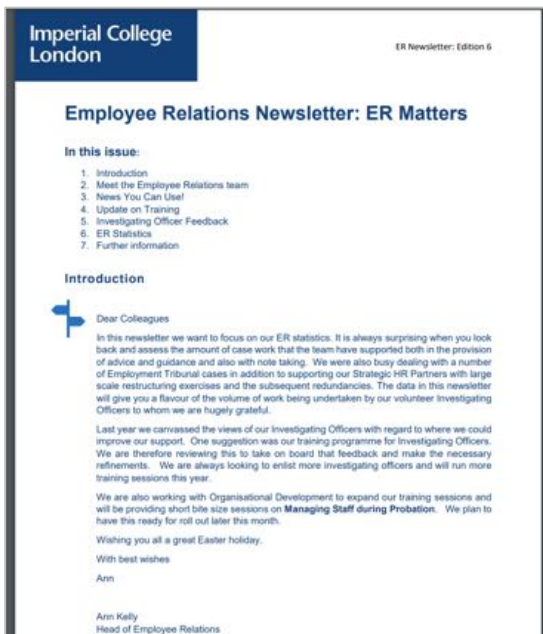 Imperial College
London
ER Newsletter: Edition 6
Employee Relations Newsletter: ER Matters
In this issue:
1. Introduction
2. Meet the Employee Relations team
3. News You Can Use!
4. Update on Training
5. Investigating Officer Feedback
6. ER Statistics
7. Further information
Introduction
Dear Colleagues
In this newsletter we want to focus on our ER statistics. It is always surprising when you look
back and assess the amount of case work that the team have supported both in the provision
of advice and guidance and also with note taking. We were also busy dealing with a number
of Employment Tribunal cases in addition to supporting our Strategic HR Partners with large
scale restructuring exercises and the subsequent redundancies. The data in this newsletter
will give you a flavour of the volume of work being undertaken by our volunteer Investigating
Officers to whom we are hugely grateful.
Last year we canvassed the views of our Investigating Officers with regard to where we could
improve our support. One suggestion was our training programme for Investigating Officers.
We are therefore reviewing this to take on board that feedback and make the necessary
refinements. We are always looking to enlist more investigating officers and will run more
training sessions this year.
We are also working with Organisational Development to expand our training sessions and
will be providing short bite size sessions on Managing Staff during Probation. We plan to
have this ready for roll out later this month.
Wishing you all a great Easter holiday.
With best wishes
Ann
Ann Kelly
Head of Employee Relations